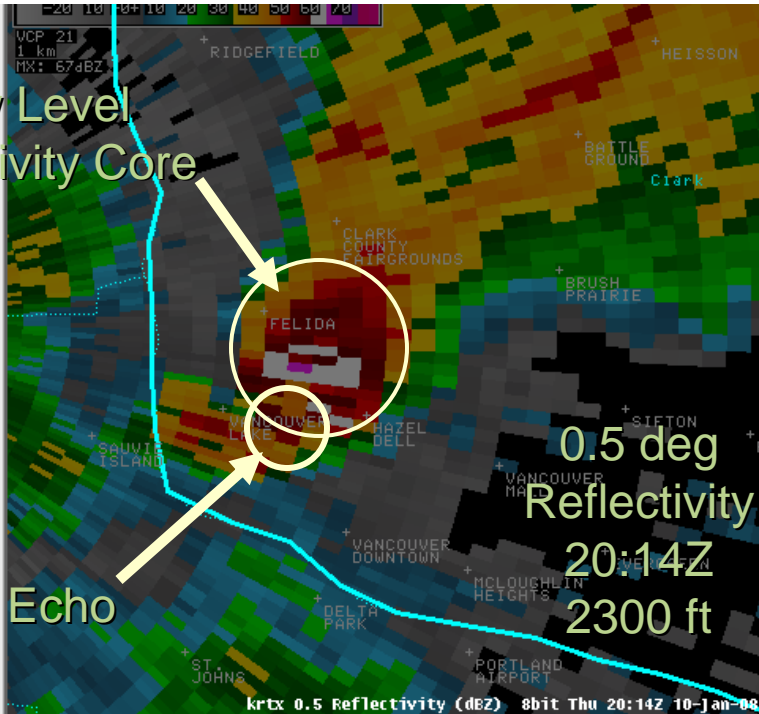 -20 10 0+ 10 20 30 40 50 60 70
VCP 21
1 km
MX: 67dBZ
RIDGEFIELD
HEISSON
Level
ivity Core
BATTLE
GROUND
Clark
CLARK
COUNTY
FAIRGROUNDS
BRUSH
PRAIRIE
FELIDA
VANCOUVER
LAKE
HAZEL
DELL
SIFTON
SAUVIE
ISLAND
0.5 deg
Reflectivity
20:14Z
2300 ft
VANCOUVER
MALL
VANCOUVER
DOWNTOWN
EVERGREEN
MCLOUGHLIN
HEIGHTS
Echo
DELTA
PARK
ST.
JOHNS
PORTLAND
AIRPORT
krtx 0.5 Reflectivity (dBZ) 8bit Thu 20:14Z 10-Jan-08